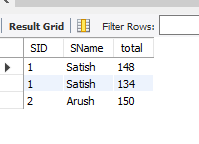 Result Grid Filter Rows:
SID SName total
1 Satish 148
1 Satish 134
2 Arush 150